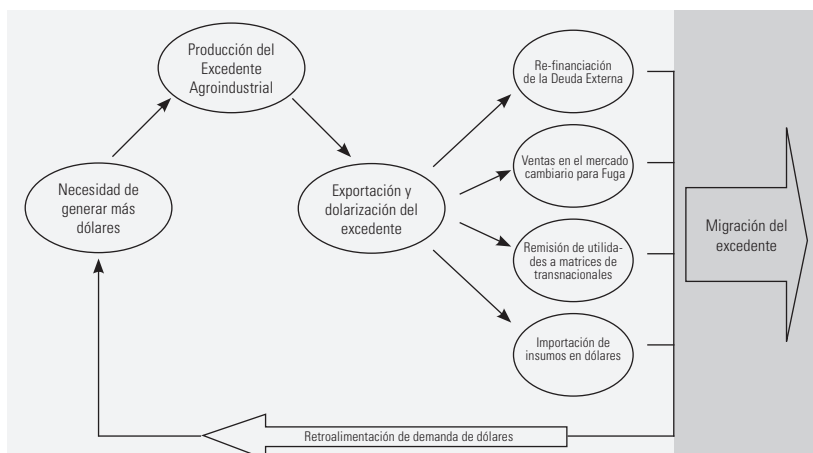 Producción del
Excedente
Agroindustrial
Necesidad de
generar más
dólares
Exportación y
dolarización del
excedente
Re-financiación
de la Deuda Externa
Ventas en el mercado
cambiario para Fuga
Remisión de utilida-
des a matrices de
transnacionales
Importación de
insumos en dólares
Migración del
excedente
Retroalimentación de demanda de dólares